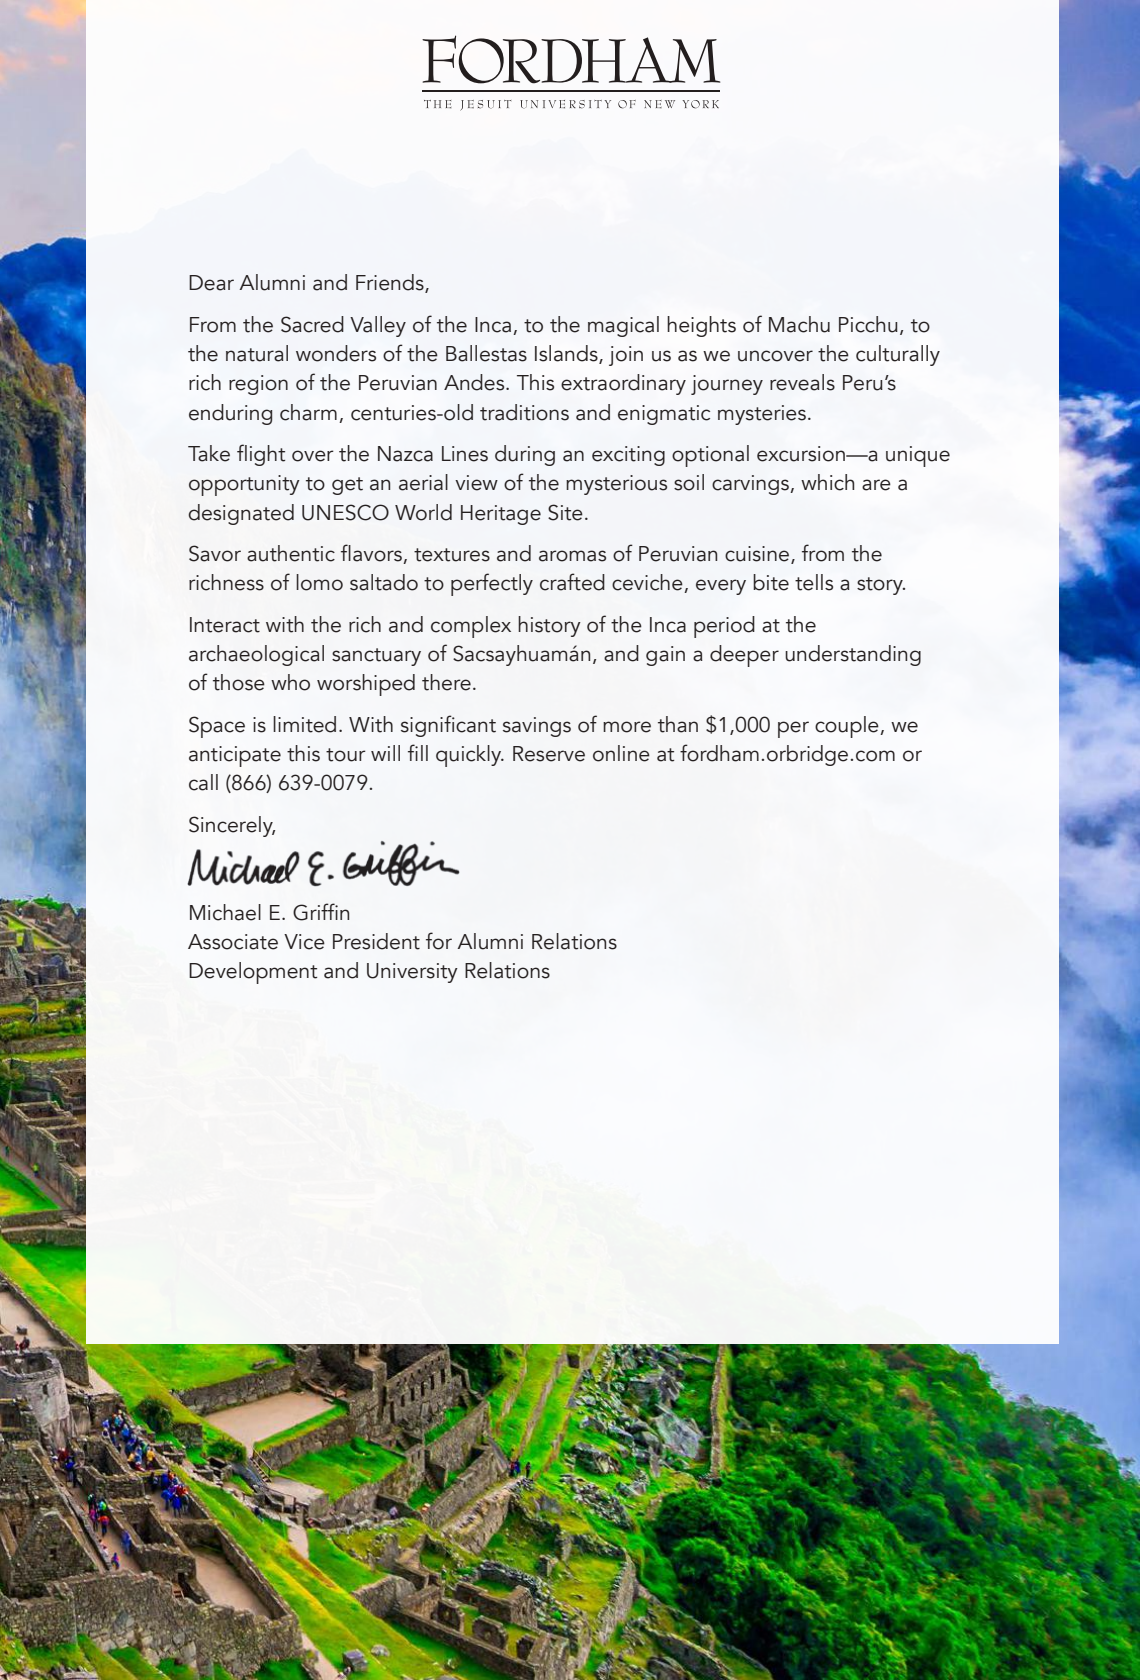 FORDHAM
THE JESUIT UNIVERSITY OF NEW YORK
Dear Alumni and Friends,
From the Sacred Valley of the Inca, to the magical heights of Machu Picchu, to
the natural wonders of the Ballestas Islands, join us as we uncover the culturally
rich region of the Peruvian Andes. This extraordinary journey reveals Peru’s
enduring charm, centuries-old traditions and enigmatic mysteries.
Take flight over the Nazca Lines during an exciting optional excursion—a unique
opportunity to get an aerial view of the mysterious soil carvings, which are a
designated UNESCO World Heritage Site.
Savor authentic flavors, textures and aromas of Peruvian cuisine, from the
richness of lomo saltado to perfectly crafted ceviche, every bite tells a story.
Interact with the rich and complex history of the Inca period at the
archaeological sanctuary of Sacsayhuamán, and gain a deeper understanding
of those who worshiped there.
Space is limited. With significant savings of more than $1,000 per couple, we
anticipate this tour will fill quickly. Reserve online at fordham.orbridge.com or
call (866) 639-0079.
Sincerely,
Michael E. Griffin
Michael E. Griffin
Associate Vice President for Alumni Relations
Development and University Relations